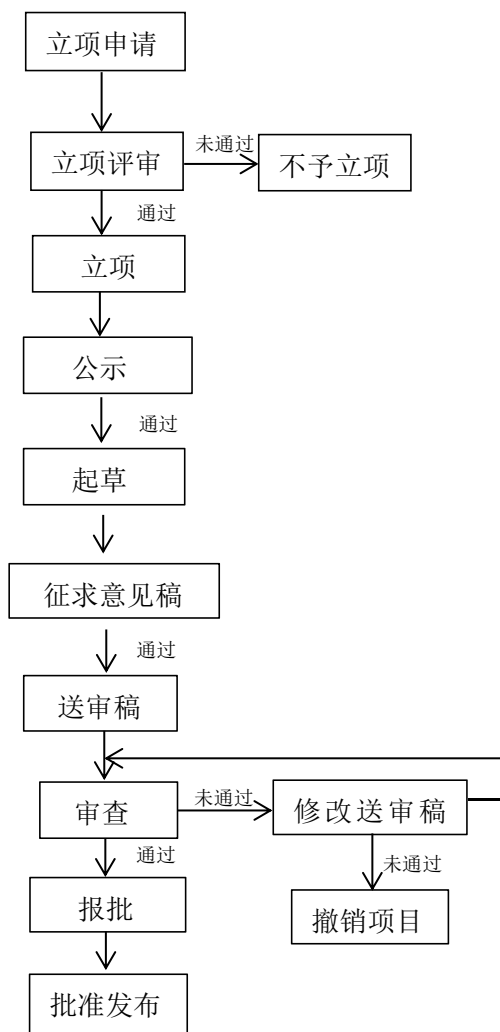 立项申请
立项评审
未通过
不予立项
通过
立项
公示
通过
起草
征求意见稿
通过
送审稿
审查
未通过
修改送审稿
通过
未通过
报批
撤销项目
批准发布